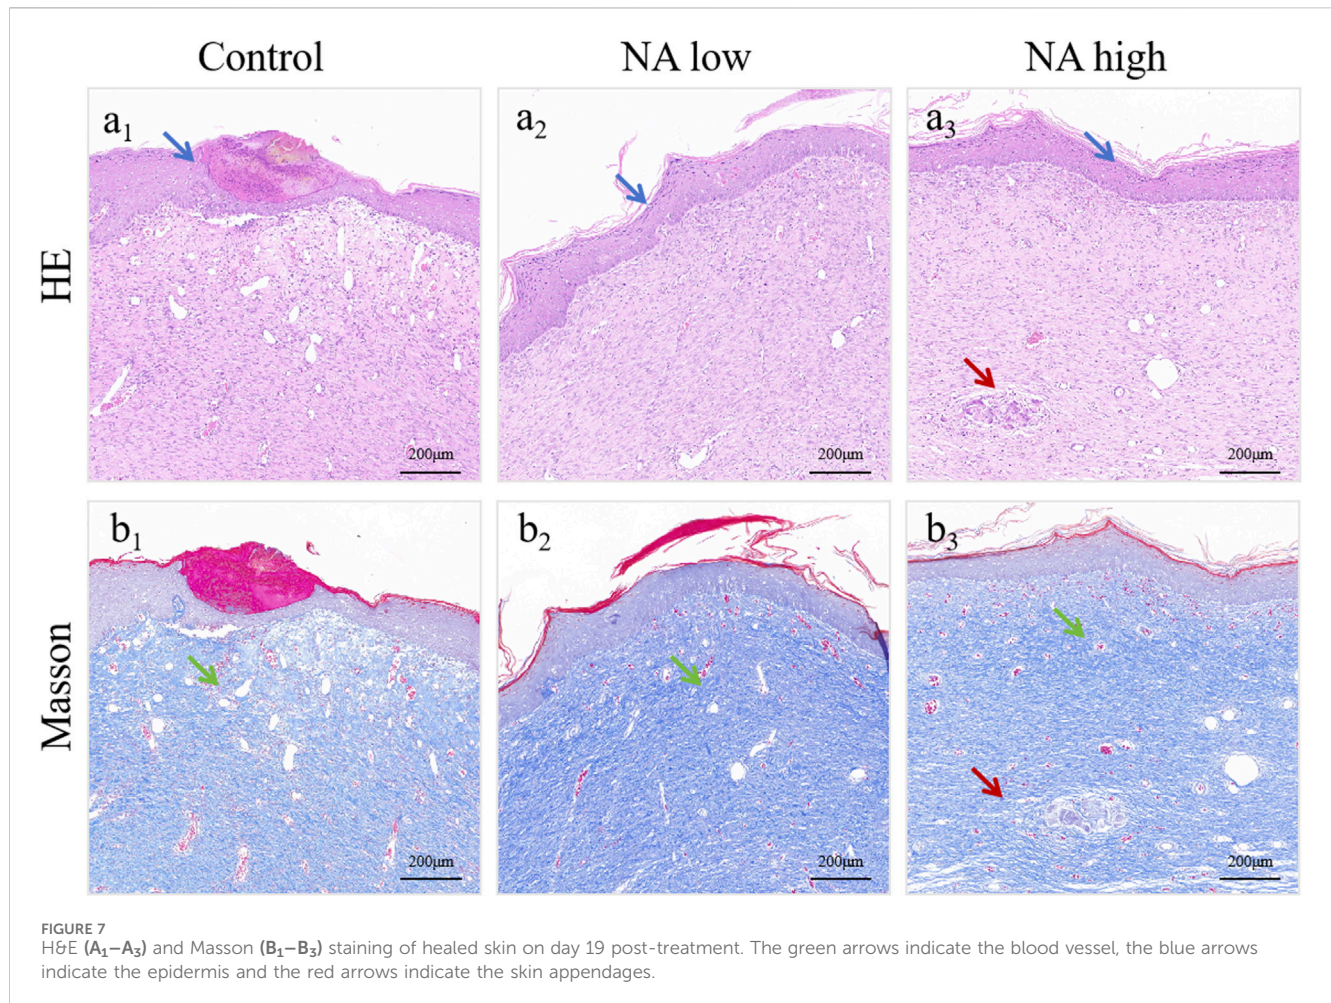 Control NA low NA high
HE
a1 a2 a3
200μm 200μm 200μm
Masson
b1 b2 b3
200μm 200μm 200μm
FIGURE 7
H&E (A1–A3) and Masson (B1–B3) staining of healed skin on day 19 post-treatment. The green arrows indicate the blood vessel, the blue arrows
indicate the epidermis and the red arrows indicate the skin appendages.